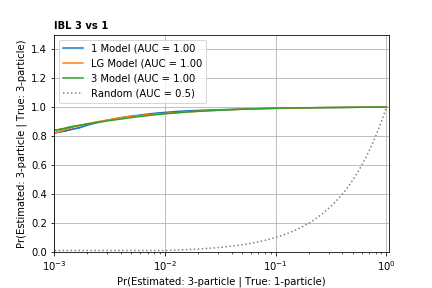 IBL 3 vs 1
Pr(Estimated: 3-particle | True: 3-particle)
1.4
1.2
1.0
0.8
0.6
0.4
0.2
0.0
1 Model (AUC = 1.00
LG Model (AUC = 1.00
3 Model (AUC = 1.00
Random (AUC = 0.5)
10⁻³ 10⁻² 10⁻¹ 10⁰
Pr(Estimated: 3-particle | True: 1-particle)